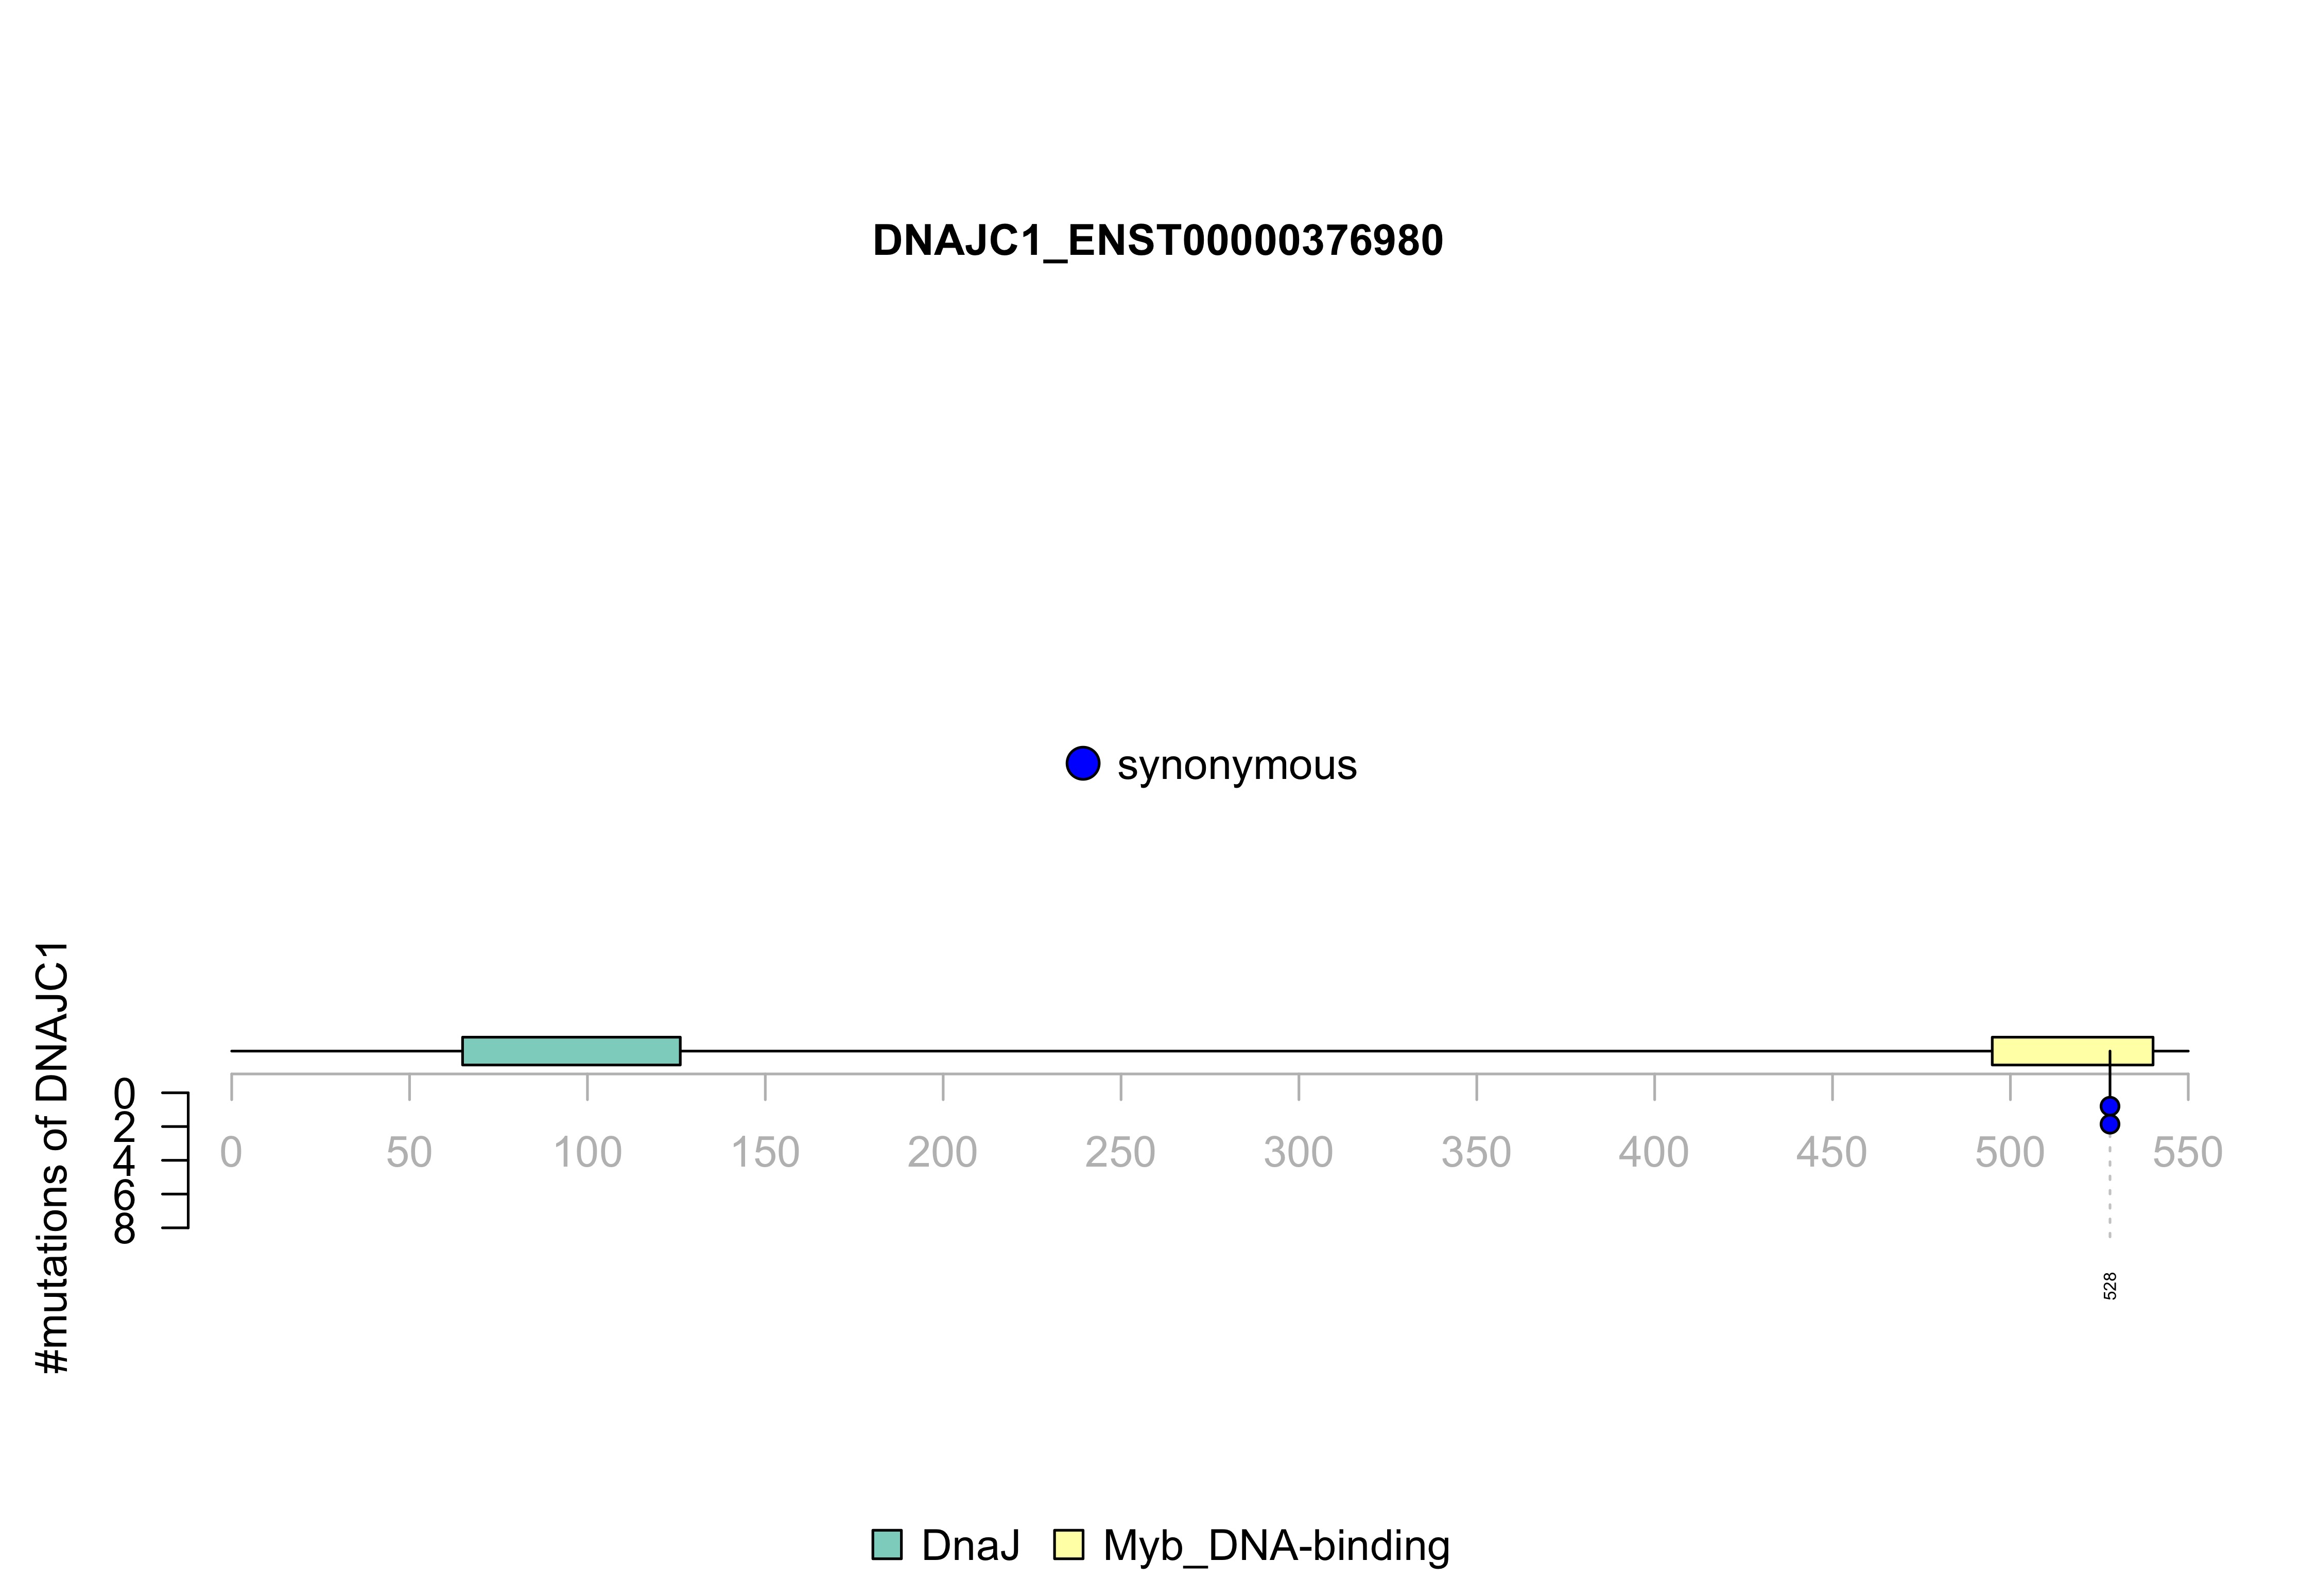 DNAJC1_ENST00000376980
synonymous
#mutations of DNAJC1
0
2
4
6
8
0 50 100 150 200 250 300 350 400 450 500 550
528
DnaJ Myb_DNA-binding